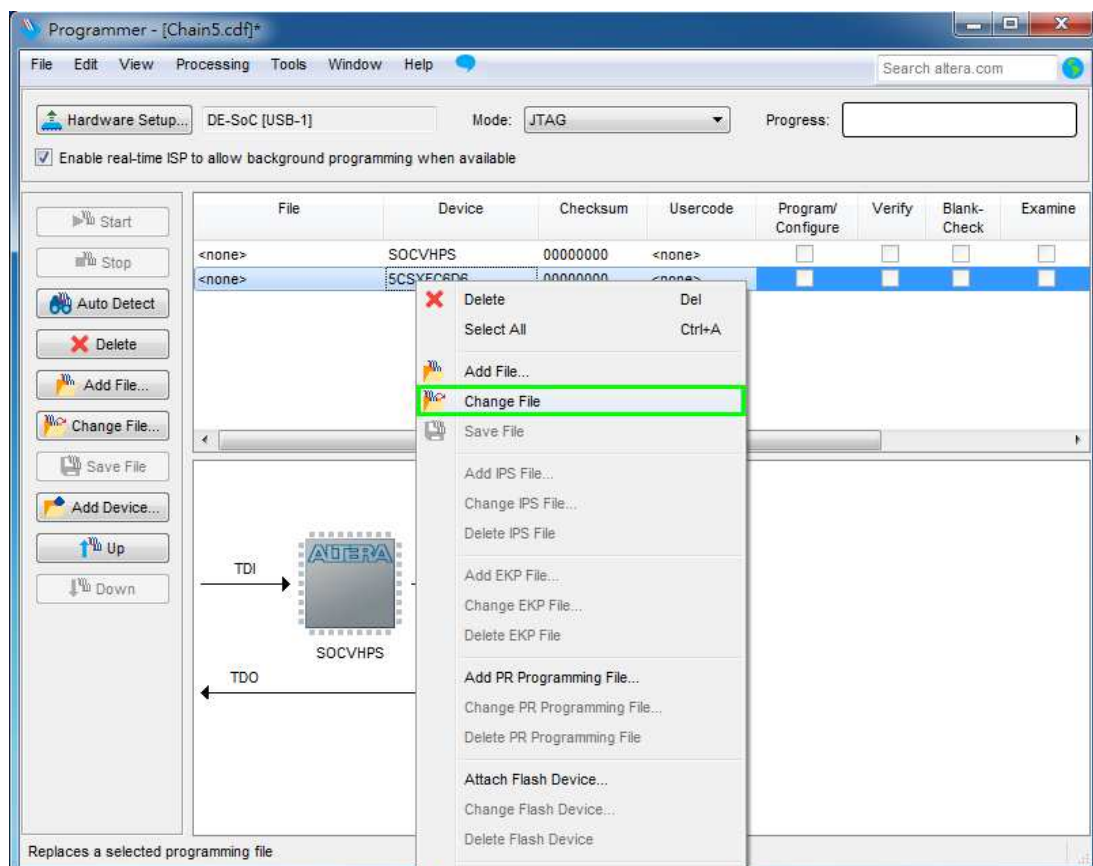 Programmer - [Chain5.cdf]*
File Edit View Processing Tools Window Help
Search altera.com
Hardware Setup... DE-SoC [USB-1] Mode: JTAG Progress:
Enable real-time ISP to allow background programming when available
File Device Checksum Usercode Program/ Configure Verify Blank- Check Examine
<none> SOCVHPS 00000000 <none>
<none> 5CSXFC6D6 00000000 <none>
Start
Stop
Auto Detect
Delete
Add File...
Change File...
Save File
Add Device...
Up
Down
Delete Del
Select All Ctrl+A
Add File...
Change File
Save File
Add IPS File...
Change IPS File...
Delete IPS File
Add EKP File...
Change EKP File...
Delete EKP File
Add PR Programming File...
Change PR Programming File...
Delete PR Programming File
Attach Flash Device...
Change Flash Device...
Delete Flash Device
TDI
ALTERA
SOCVHPS
TDO
Replaces a selected programming file